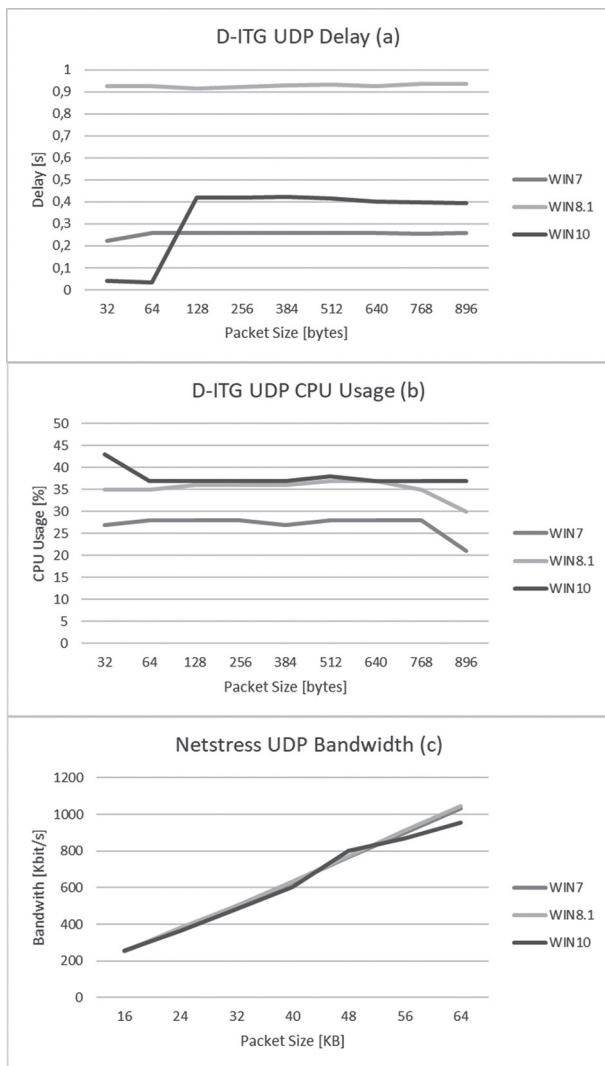 D-ITG UDP Delay (a)
1
0,9
0,8
0,7
0,6
0,5
0,4
0,3
0,2
0,1
0
Delay [s]
32 64 128 256 384 512 640 768 896
Packet Size [bytes]
WIN7
WIN8.1
WIN10
D-ITG UDP CPU Usage (b)
50
45
40
35
30
25
20
15
10
5
0
CPU Usage [%]
32 64 128 256 384 512 640 768 896
Packet Size [bytes]
WIN7
WIN8.1
WIN10
Netstress UDP Bandwidth (c)
1200
1000
800
600
400
200
0
Bandwith [Kbit/s]
16 24 32 40 48 56 64
Packet Size [KB]
WIN7
WIN8.1
WIN10